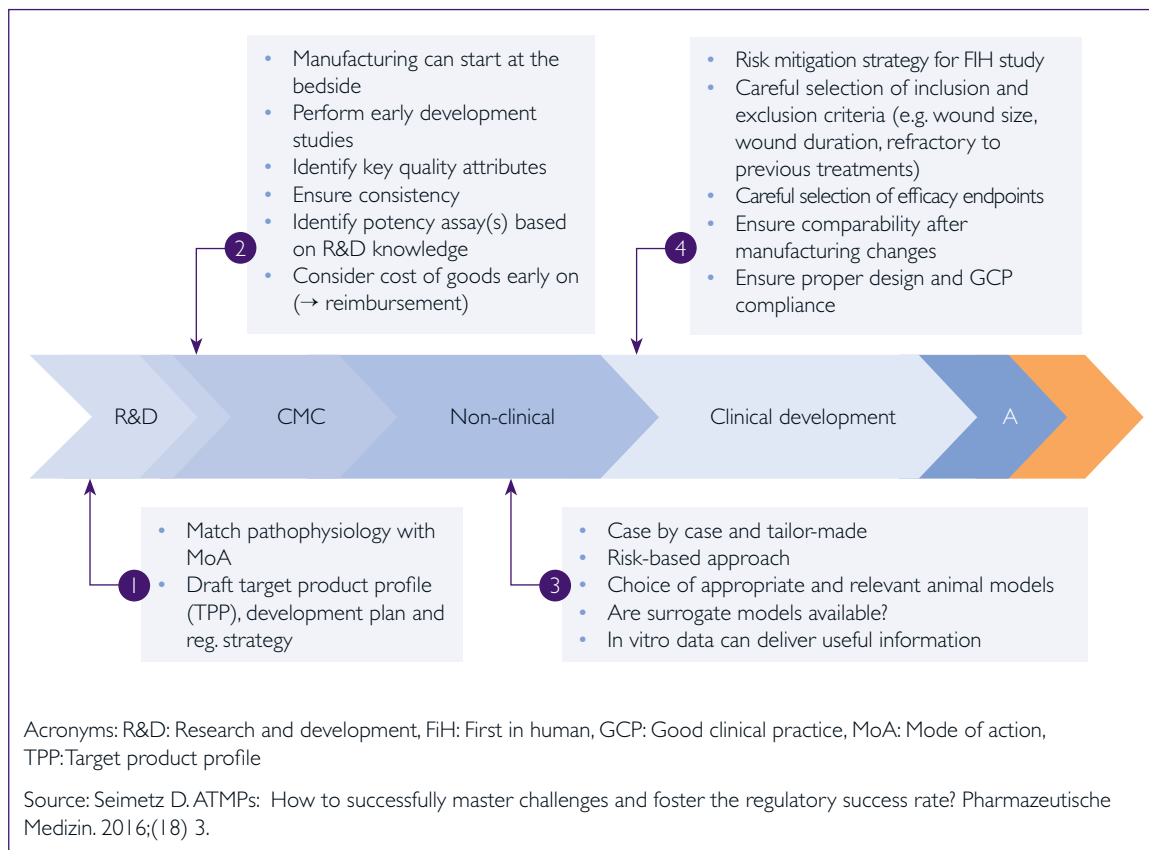 • Manufacturing can start at the
bedside
• Perform early development
studies
• Identify key quality attributes
• Ensure consistency
• Identify potency assay(s) based
on R&D knowledge
• Consider cost of goods early on
(→ reimbursement)
2
• Risk mitigation strategy for FIH study
• Careful selection of inclusion and
exclusion criteria (e.g. wound size,
wound duration, refractory to
previous treatments)
• Careful selection of efficacy endpoints
• Ensure comparability after
manufacturing changes
• Ensure proper design and GCP
compliance
4
R&D
CMC
Non-clinical
Clinical development
A
1
• Match pathophysiology with
MoA
• Draft target product profile
(TPP), development plan and
reg. strategy
3
• Case by case and tailor-made
• Risk-based approach
• Choice of appropriate and relevant animal models
• Are surrogate models available?
• In vitro data can deliver useful information
Acronyms: R&D: Research and development, FiH: First in human, GCP: Good clinical practice, MoA: Mode of action,
TPP: Target product profile
Source: Seimetz D. ATMPs: How to successfully master challenges and foster the regulatory success rate? Pharmazeutische
Medizin. 2016;(18) 3.